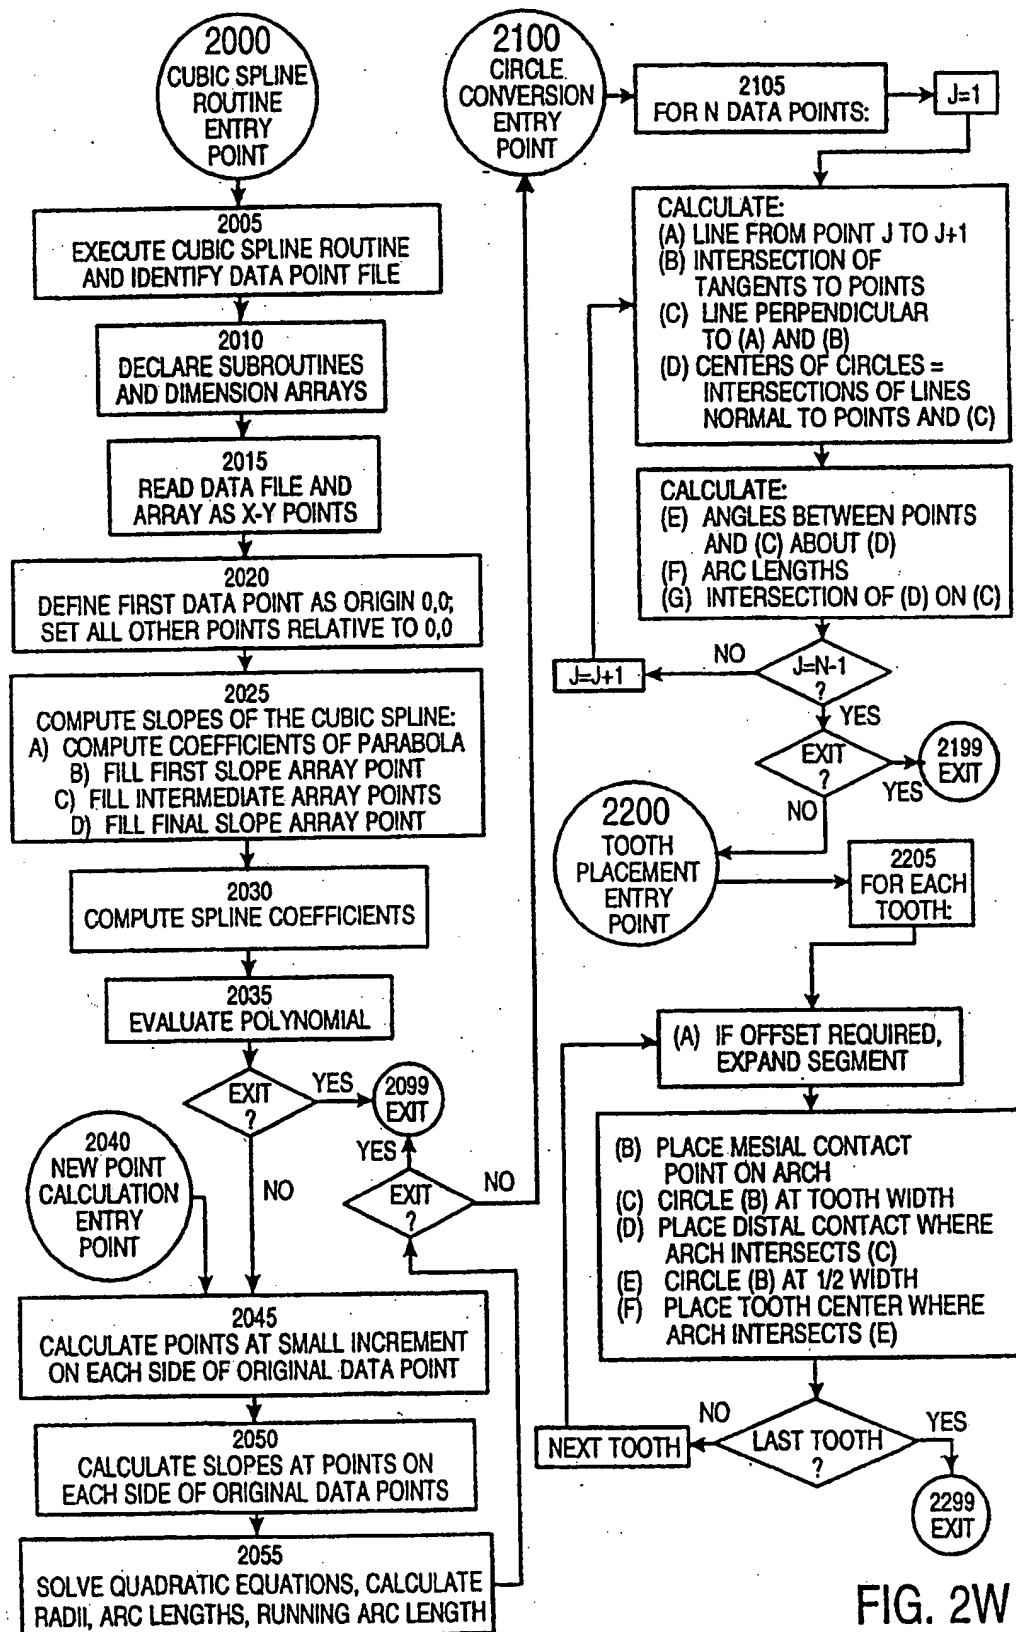 2000
CUBIC SPLINE
ROUTINE
ENTRY
POINT
2005
EXECUTE CUBIC SPLINE ROUTINE
AND IDENTIFY DATA POINT FILE
2010
DECLARE SUBROUTINES
AND DIMENSION ARRAYS
2015
READ DATA FILE AND
ARRAY AS X-Y POINTS
2020
DEFINE FIRST DATA POINT AS ORIGIN 0,0;
SET ALL OTHER POINTS RELATIVE TO 0,0
2025
COMPUTE SLOPES OF THE CUBIC SPLINE:
A) COMPUTE COEFFICIENTS OF PARABOLA
B) FILL FIRST SLOPE ARRAY POINT
C) FILL INTERMEDIATE ARRAY POINTS
D) FILL FINAL SLOPE ARRAY POINT
2030
COMPUTE SPLINE COEFFICIENTS
2035
EVALUATE POLYNOMIAL
EXIT
?
YES
2099
EXIT
NO
2040
NEW POINT
CALCULATION
ENTRY
POINT
YES
EXIT
?
NO
2045
CALCULATE POINTS AT SMALL INCREMENT
ON EACH SIDE OF ORIGINAL DATA POINT
2050
CALCULATE SLOPES AT POINTS ON
EACH SIDE OF ORIGINAL DATA POINTS
2055
SOLVE QUADRATIC EQUATIONS, CALCULATE
RADII, ARC LENGTHS, RUNNING ARC LENGTH
2100
CIRCLE
CONVERSION
ENTRY
POINT
2105
FOR N DATA POINTS:
J=1
CALCULATE:
(A) LINE FROM POINT J TO J+1
(B) INTERSECTION OF
TANGENTS TO POINTS
(C) LINE PERPENDICULAR
TO (A) AND (B)
(D) CENTERS OF CIRCLES =
INTERSECTIONS OF LINES
NORMAL TO POINTS AND (C)
CALCULATE:
(E) ANGLES BETWEEN POINTS
AND (C) ABOUT (D)
(F) ARC LENGTHS
(G) INTERSECTION OF (D) ON (C)
J=N-1
?
NO
J=J+1
YES
EXIT
?
YES
2199
EXIT
NO
2200
TOOTH
PLACEMENT
ENTRY
POINT
2205
FOR EACH
TOOTH:
(A) IF OFFSET REQUIRED,
EXPAND SEGMENT
(B) PLACE MESIAL CONTACT
POINT ON ARCH
(C) CIRCLE (B) AT TOOTH WIDTH
(D) PLACE DISTAL CONTACT WHERE
ARCH INTERSECTS (C)
(E) CIRCLE (B) AT 1/2 WIDTH
(F) PLACE TOOTH CENTER WHERE
ARCH INTERSECTS (E)
LAST TOOTH
?
NO
NEXT TOOTH
YES
2299
EXIT
FIG. 2W